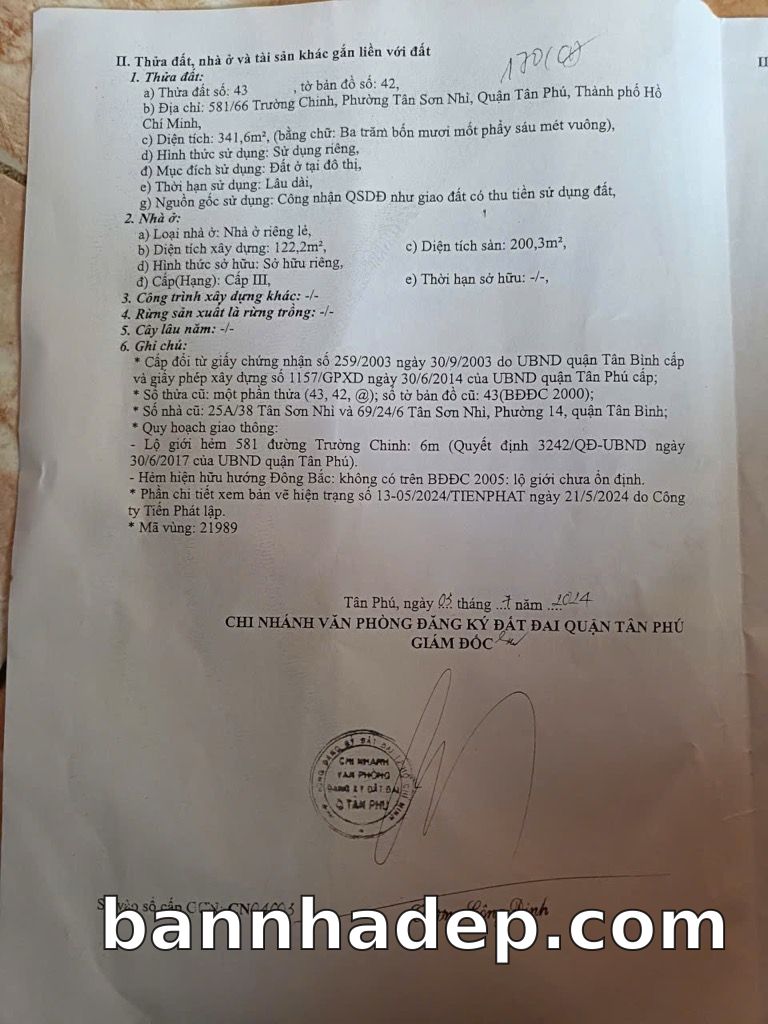 170(CĐ)
II. Thửa đất, nhà ở và tài sản khác gắn liền với đất
1. Thửa đất:
a) Thửa đất số: 43 , tờ bản đồ số: 42,
b) Địa chỉ: 581/66 Trường Chinh, Phường Tân Sơn Nhì, Quận Tân Phú, Thành phố Hồ
Chí Minh,
c) Diện tích: 341,6m², (bằng chữ: Ba trăm bốn mươi mốt phẩy sáu mét vuông),
d) Hình thức sử dụng: Sử dụng riêng,
đ) Mục đích sử dụng: Đất ở tại đô thị,
e) Thời hạn sử dụng: Lâu dài,
g) Nguồn gốc sử dụng: Công nhận QSDĐ như giao đất có thu tiền sử dụng đất,
2. Nhà ở:
a) Loại nhà ở: Nhà ở riêng lẻ,
b) Diện tích xây dựng: 122,2m², c) Diện tích sàn: 200,3m²,
d) Hình thức sở hữu: Sở hữu riêng,
đ) Cấp(Hạng): Cấp III, e) Thời hạn sở hữu: -/-,
3. Công trình xây dựng khác: -/-
4. Rừng sản xuất là rừng trồng: -/-
5. Cây lâu năm: -/-
6. Ghi chú:
* Cấp đổi từ giấy chứng nhận số 259/2003 ngày 30/9/2003 do UBND quận Tân Bình cấp
và giấy phép xây dựng số 1157/GPXD ngày 30/6/2014 của UBND quận Tân Phú cấp;
* Số thửa cũ: một phần thửa (43, 42, @); số tờ bản đồ cũ: 43(BĐĐC 2000);
* Số nhà cũ: 25A/38 Tân Sơn Nhì và 69/24/6 Tân Sơn Nhì, Phường 14, quận Tân Bình;
* Quy hoạch giao thông:
- Lộ giới hẻm 581 đường Trường Chinh: 6m (Quyết định 3242/QĐ-UBND ngày
30/6/2017 của UBND quận Tân Phú).
- Hẻm hiện hữu hướng Đông Bắc: không có trên BĐĐC 2005: lộ giới chưa ổn định.
* Phần chi tiết xem bản vẽ hiện trạng số 13-05/2024/TIENPHAT ngày 21/5/2024 do Công
ty Tiến Phát lập.
* Mã vùng: 21989
Tân Phú, ngày 03 tháng 7 năm 2024
CHI NHÁNH VĂN PHÒNG ĐĂNG KÝ ĐẤT ĐAI QUẬN TÂN PHÚ
GIÁM ĐỐC
CHI NHÁNH
VĂN PHÒNG
ĐĂNG KÝ ĐẤT ĐAI
Q TÂN PHÚ
vào sổ cấp GCN: CN
Công Định
bannhadep.com
II